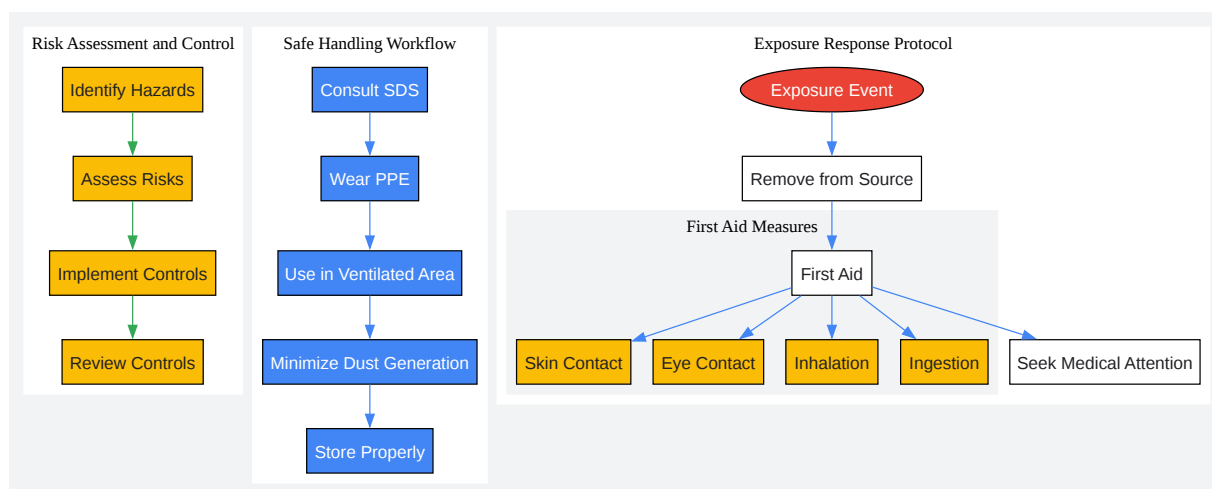 Risk Assessment and Control
Identify Hazards
Assess Risks
Implement Controls
Review Controls
Safe Handling Workflow
Consult SDS
Wear PPE
Use in Ventilated Area
Minimize Dust Generation
Store Properly
Exposure Response Protocol
Exposure Event
Remove from Source
First Aid Measures
First Aid
Skin Contact
Eye Contact
Inhalation
Ingestion
Seek Medical Attention